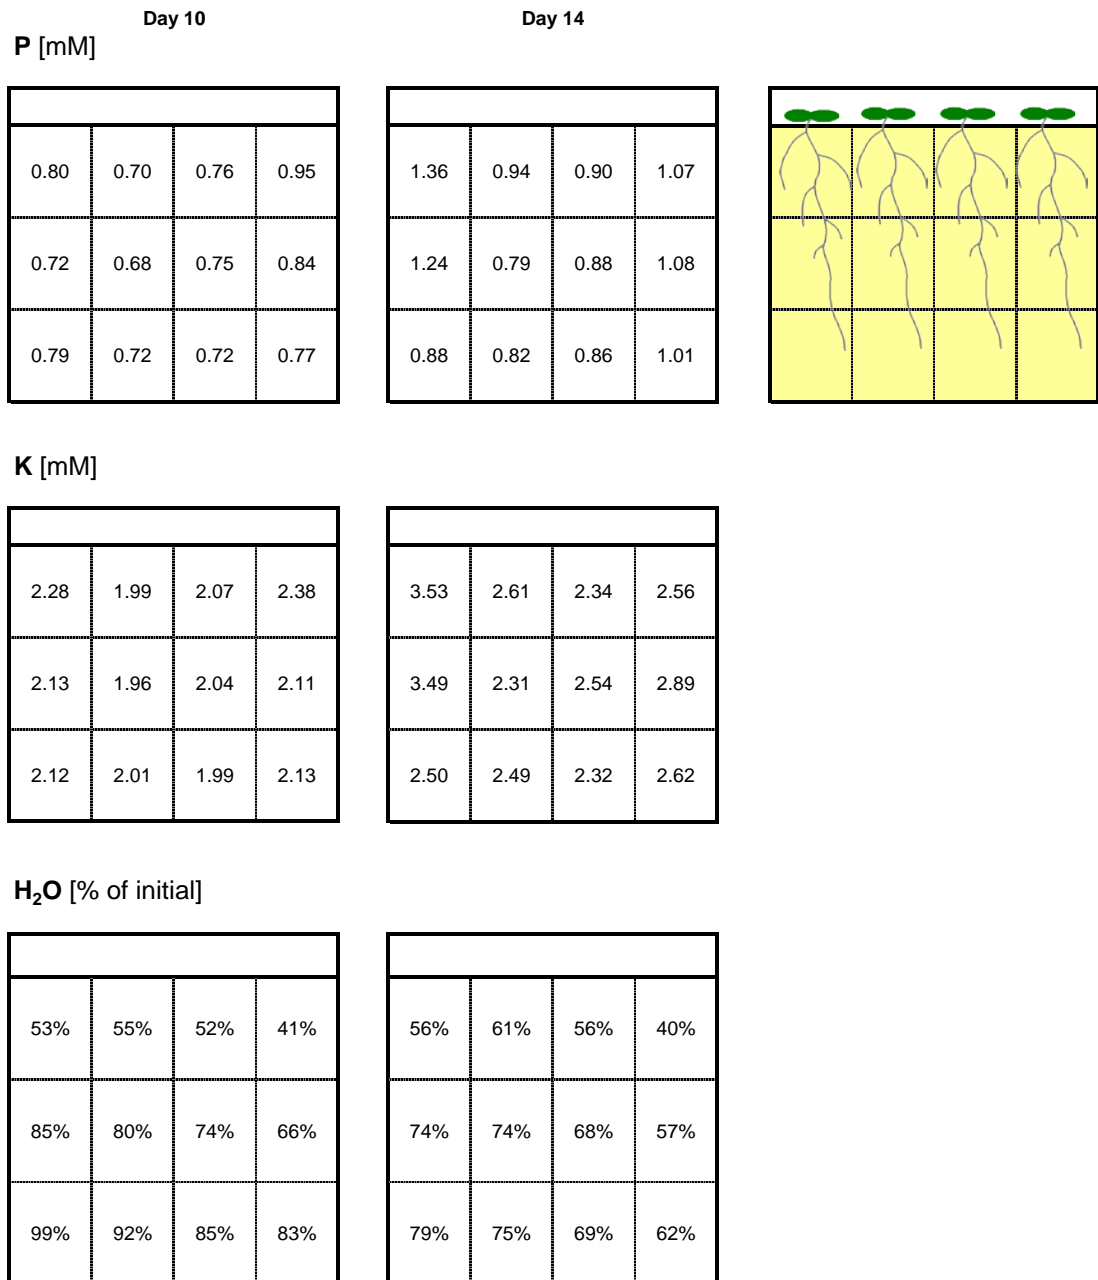 Day 10 Day 14
P [mM]
0.80 0.70 0.76 0.95 1.36 0.94 0.90 1.07
0.72 0.68 0.75 0.84 1.24 0.79 0.88 1.08
0.79 0.72 0.72 0.77 0.88 0.82 0.86 1.01
K [mM]
2.28 1.99 2.07 2.38 3.53 2.61 2.34 2.56
2.13 1.96 2.04 2.11 3.49 2.31 2.54 2.89
2.12 2.01 1.99 2.13 2.50 2.49 2.32 2.62
H₂O [% of initial]
53% 55% 52% 41% 56% 61% 56% 40%
85% 80% 74% 66% 74% 74% 68% 57%
99% 92% 85% 83% 79% 75% 69% 62%